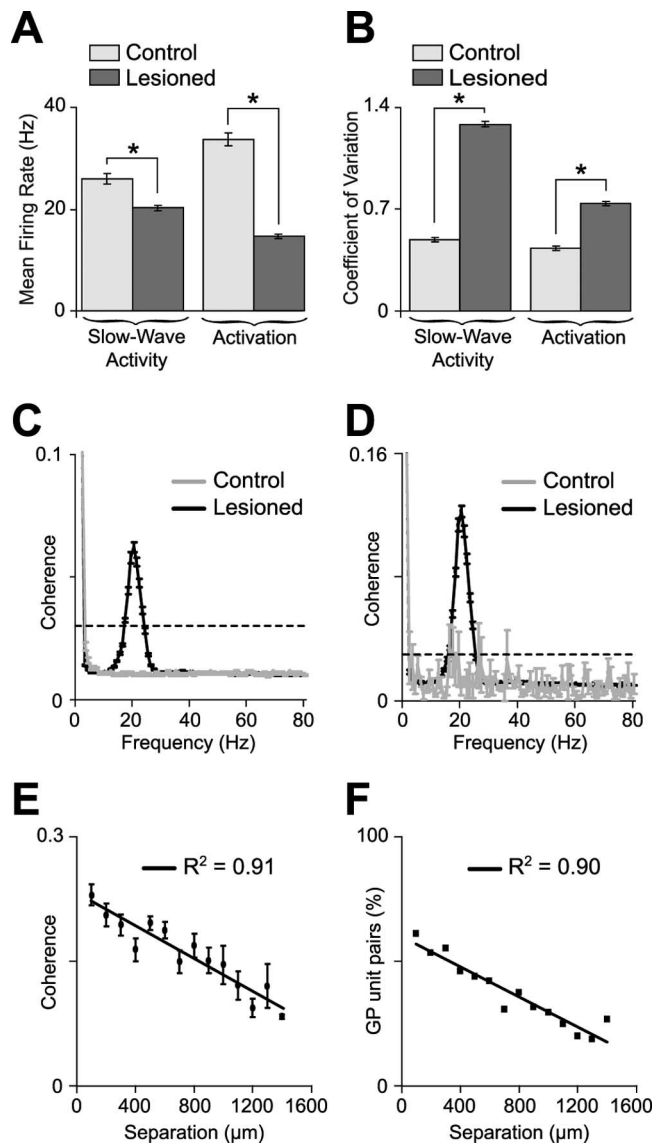 A
Control
Lesioned
Mean Firing Rate (Hz)
40
20
0
*
*
Slow-Wave
Activity
Activation
B
Control
Lesioned
Coefficient of Variation
1.4
0.7
0
*
*
Slow-Wave
Activity
Activation
C
Control
Lesioned
Coherence
0.1
0
0 20 40 60 80
Frequency (Hz)
D
Control
Lesioned
Coherence
0.16
0
0 20 40 60 80
Frequency (Hz)
E
R² = 0.91
Coherence
0.3
0
0 400 800 1200 1600
Separation (µm)
F
R² = 0.90
GP unit pairs (%)
100
0
0 400 800 1200 1600
Separation (µm)